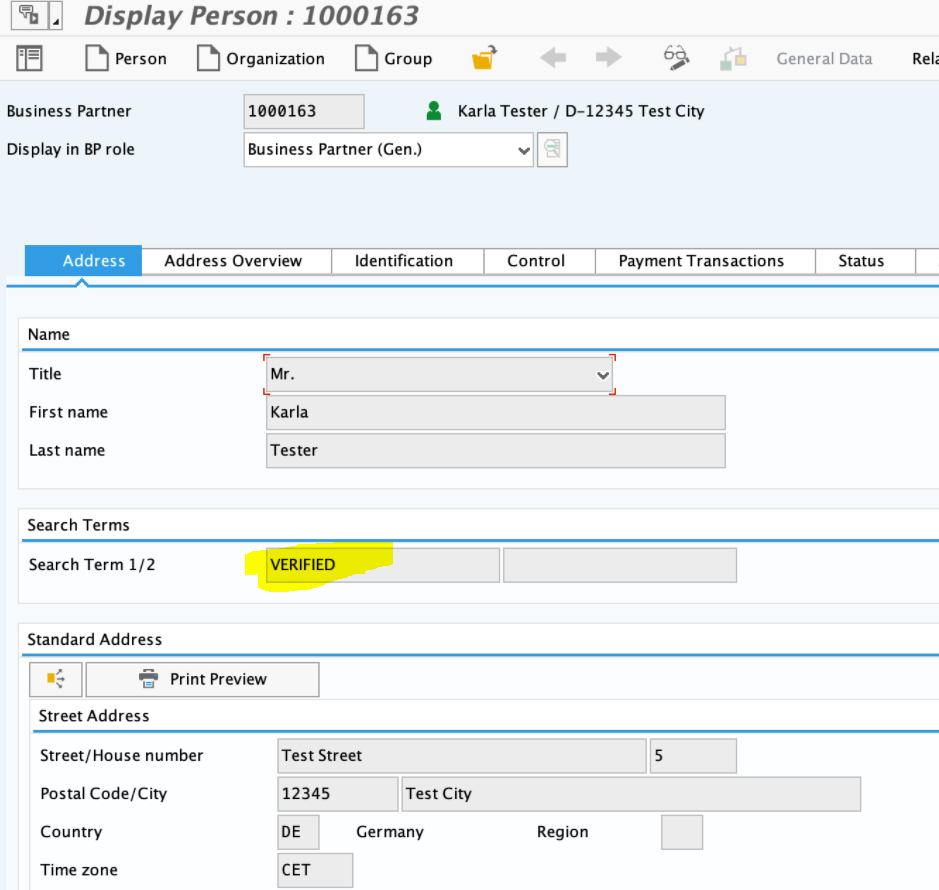 Display Person : 1000163
Person Organization Group General Data Rela
Business Partner 1000163 Karla Tester / D-12345 Test City
Display in BP role Business Partner (Gen.)
Address Address Overview Identification Control Payment Transactions Status
Name
Title Mr.
First name Karla
Last name Tester
Search Terms
Search Term 1/2 VERIFIED
Standard Address
Print Preview
Street Address
Street/House number Test Street 5
Postal Code/City 12345 Test City
Country DE Germany Region
Time zone CET